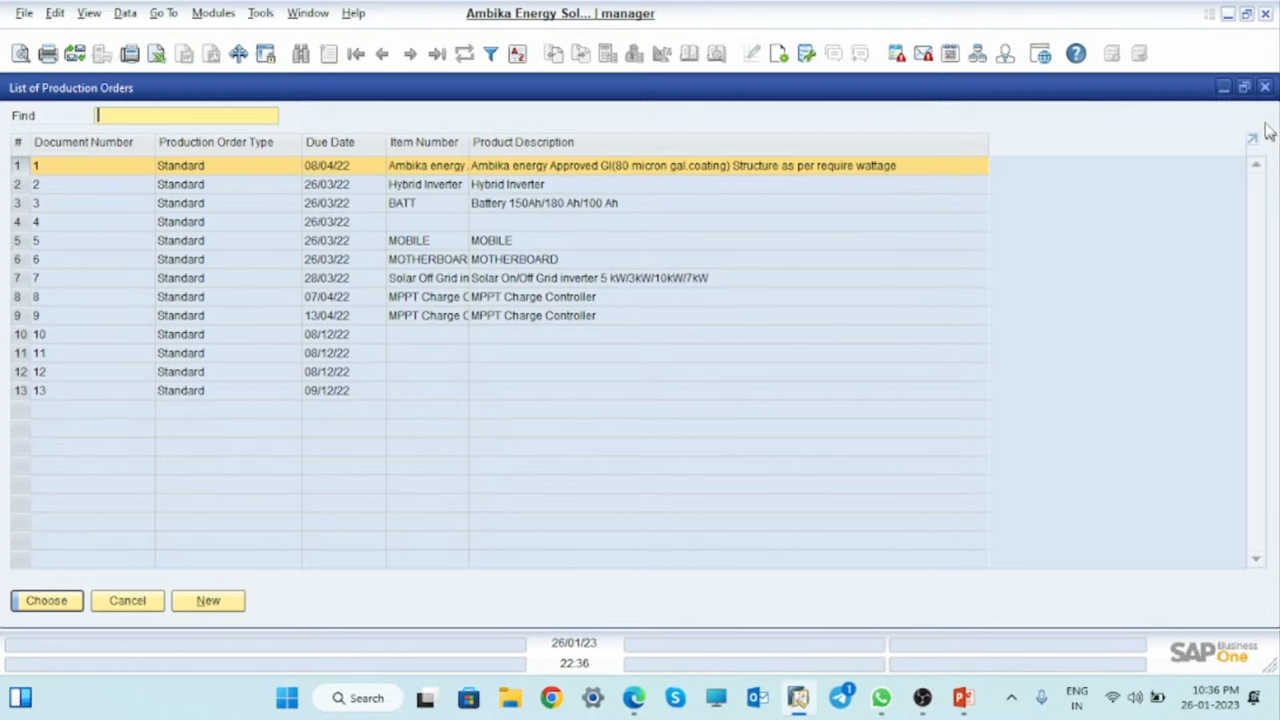 File Edit View Data Go To Modules Tools Window Help Ambika Energy Sol... | manager
List of Production Orders
Find
# Document Number Production Order Type Due Date Item Number Product Description
1 1 Standard 08/04/22 Ambika energy Ambika energy Approved GI(80 micron gal.coating) Structure as per require wattage
2 2 Standard 26/03/22 Hybrid Inverter Hybrid Inverter
3 3 Standard 26/03/22 BATT Battery 150Ah/180 Ah/100 Ah
4 4 Standard 26/03/22
5 5 Standard 26/03/22 MOBILE MOBILE
6 6 Standard 26/03/22 MOTHERBOAR MOTHERBOARD
7 7 Standard 28/03/22 Solar Off Grid in Solar On/Off Grid inverter 5 kW/3kW/10kW/7kW
8 8 Standard 07/04/22 MPPT Charge C MPPT Charge Controller
9 9 Standard 13/04/22 MPPT Charge C MPPT Charge Controller
10 10 Standard 08/12/22
11 11 Standard 08/12/22
12 12 Standard 08/12/22
13 13 Standard 09/12/22
Choose Cancel New
26/01/23
22:36
SAP Business One
Search
1
ENG
IN
10:36 PM
26-01-2023